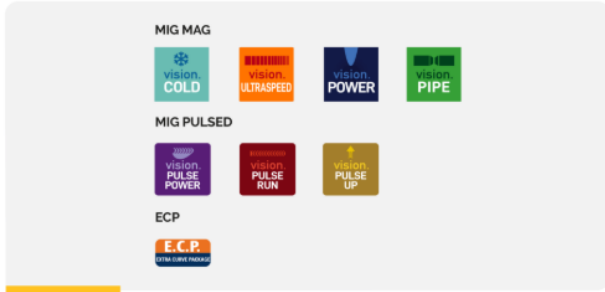 MIG MAG
vision.
COLD
vision.
ULTRASPEED
vision.
POWER
vision.
PIPE
MIG PULSED
vision.
PULSE
POWER
vision.
PULSE
RUN
vision.
PULSE
UP
ECP
E.C.P.
EXTRA CURVE PACKAGE